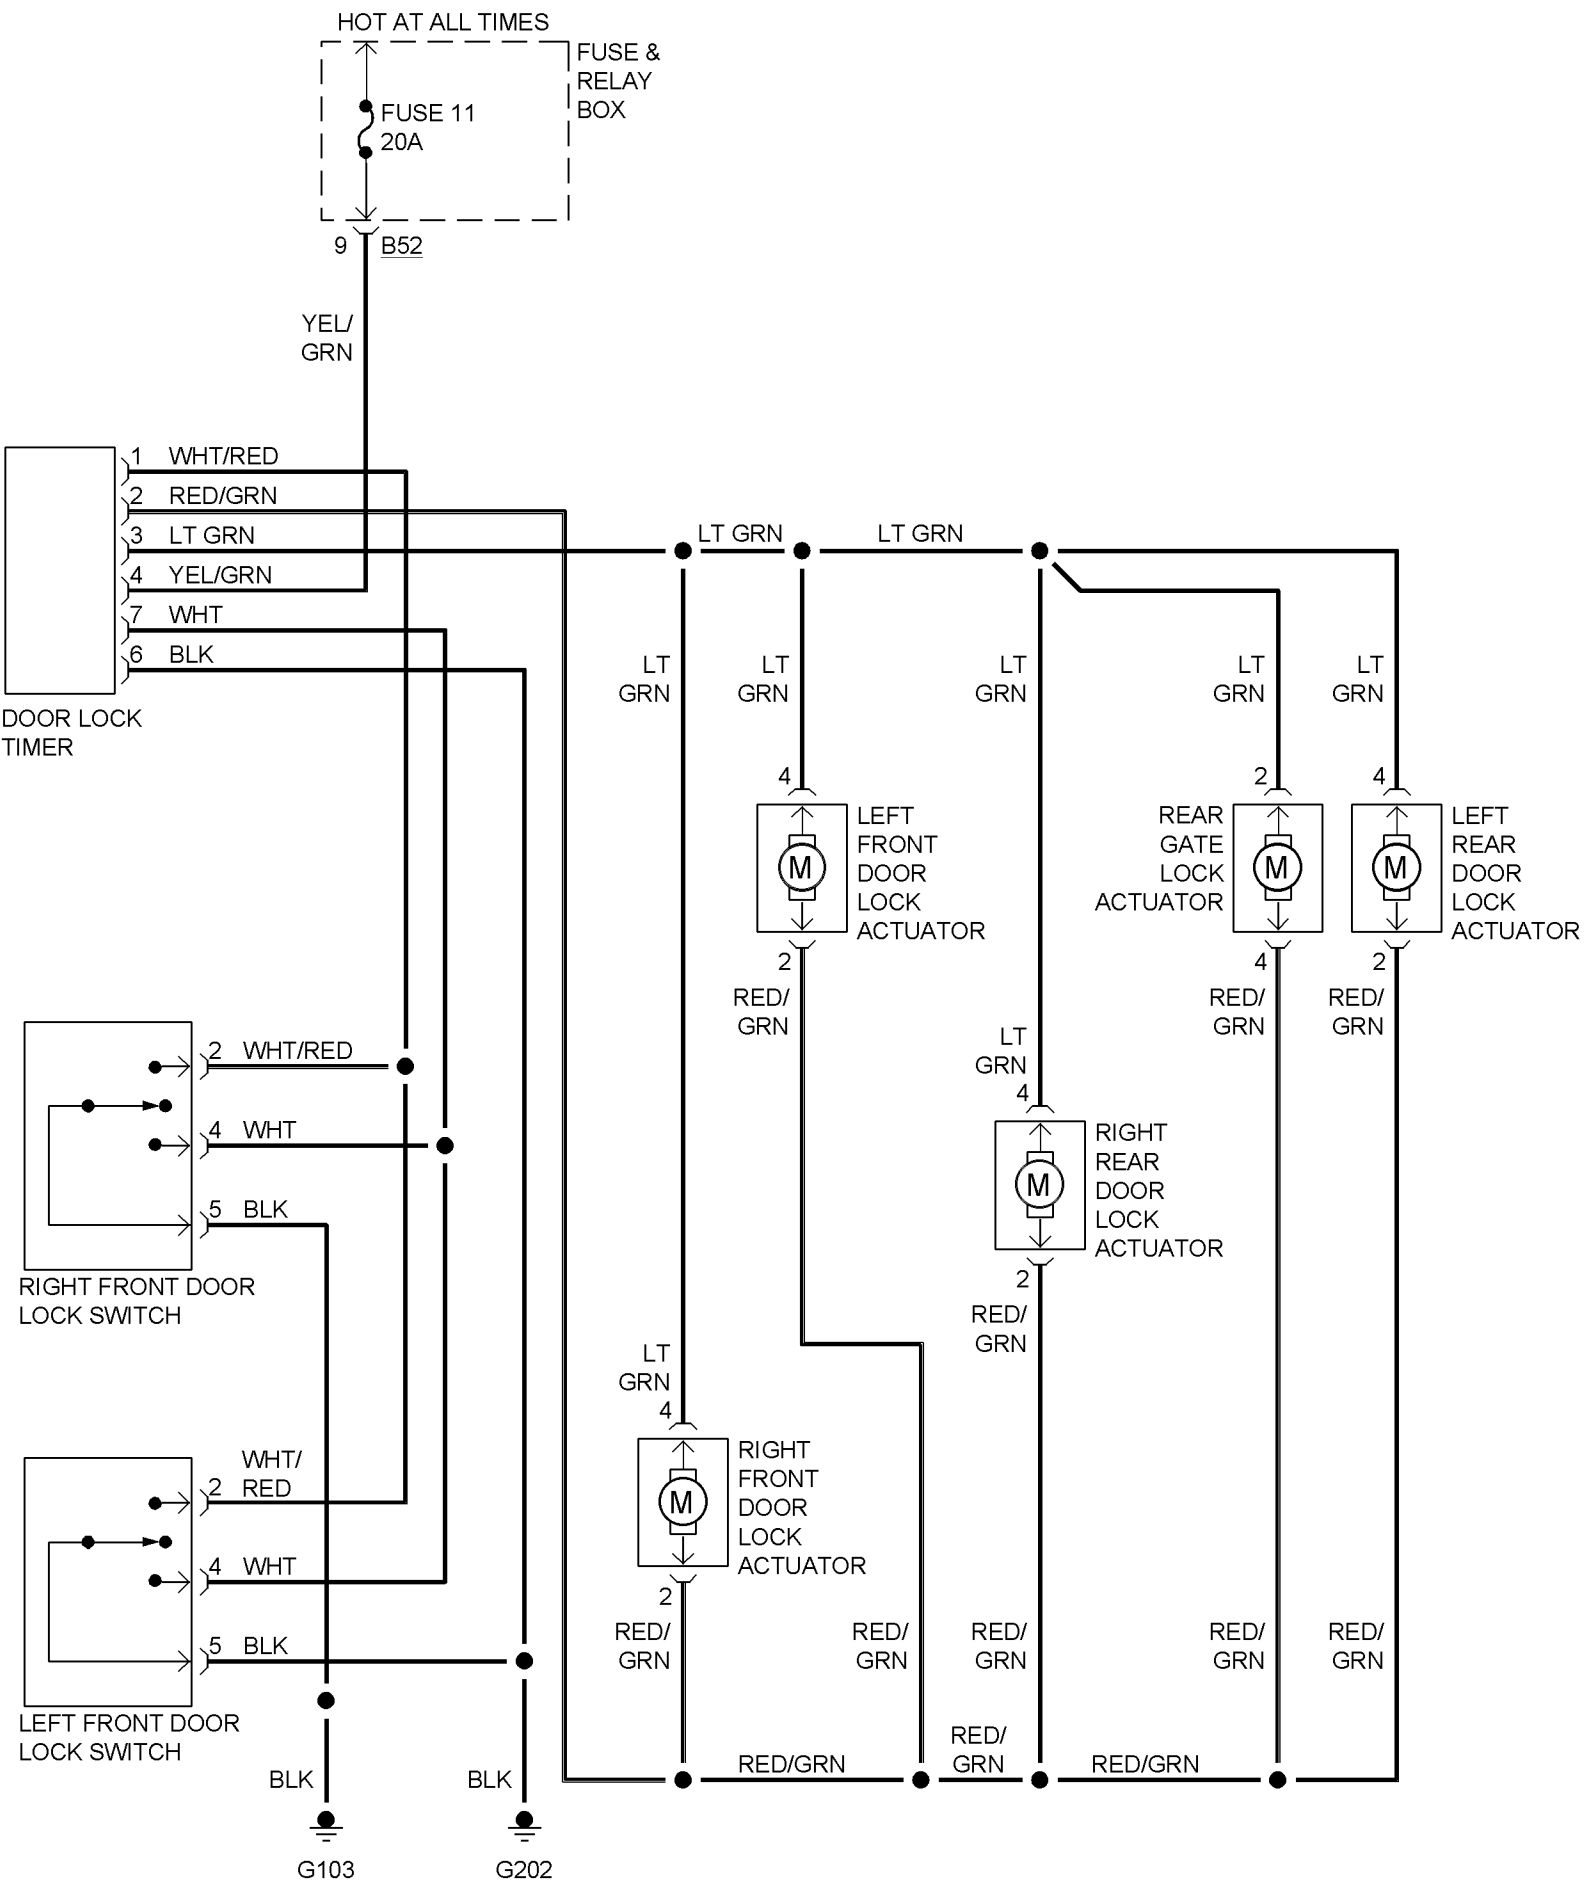 HOT AT ALL TIMES
FUSE &
RELAY
BOX
FUSE 11
20A
9 B52
YEL/
GRN
1 WHT/RED
2 RED/GRN
3 LT GRN
4 YEL/GRN
7 WHT
6 BLK
DOOR LOCK
TIMER
LT GRN
LT GRN
LT
GRN
LT
GRN
LT
GRN
LT
GRN
LT
GRN
4
M
LEFT
FRONT
DOOR
LOCK
ACTUATOR
2
RED/
GRN
2
REAR
GATE
LOCK
ACTUATOR
M
4
RED/
GRN
4
M
LEFT
REAR
DOOR
LOCK
ACTUATOR
2
RED/
GRN
2 WHT/RED
4 WHT
5 BLK
RIGHT FRONT DOOR
LOCK SWITCH
LT
GRN
4
M
RIGHT
REAR
DOOR
LOCK
ACTUATOR
2
RED/
GRN
LT
GRN
4
M
RIGHT
FRONT
DOOR
LOCK
ACTUATOR
2
WHT/
RED
2
4 WHT
5 BLK
LEFT FRONT DOOR
LOCK SWITCH
RED/
GRN
RED/
GRN
RED/
GRN
RED/
GRN
RED/
GRN
RED/GRN
RED/
GRN
RED/GRN
BLK
BLK
G103
G202